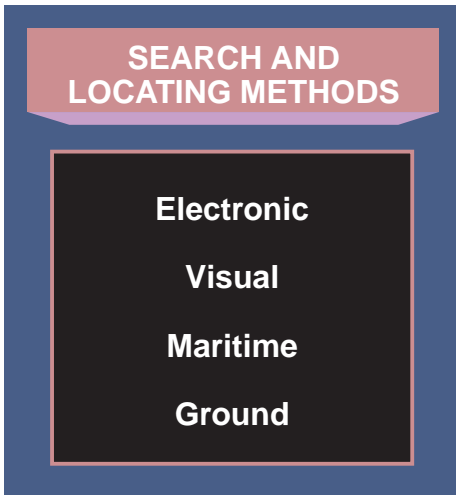 SEARCH AND
LOCATING METHODS
Electronic
Visual
Maritime
Ground